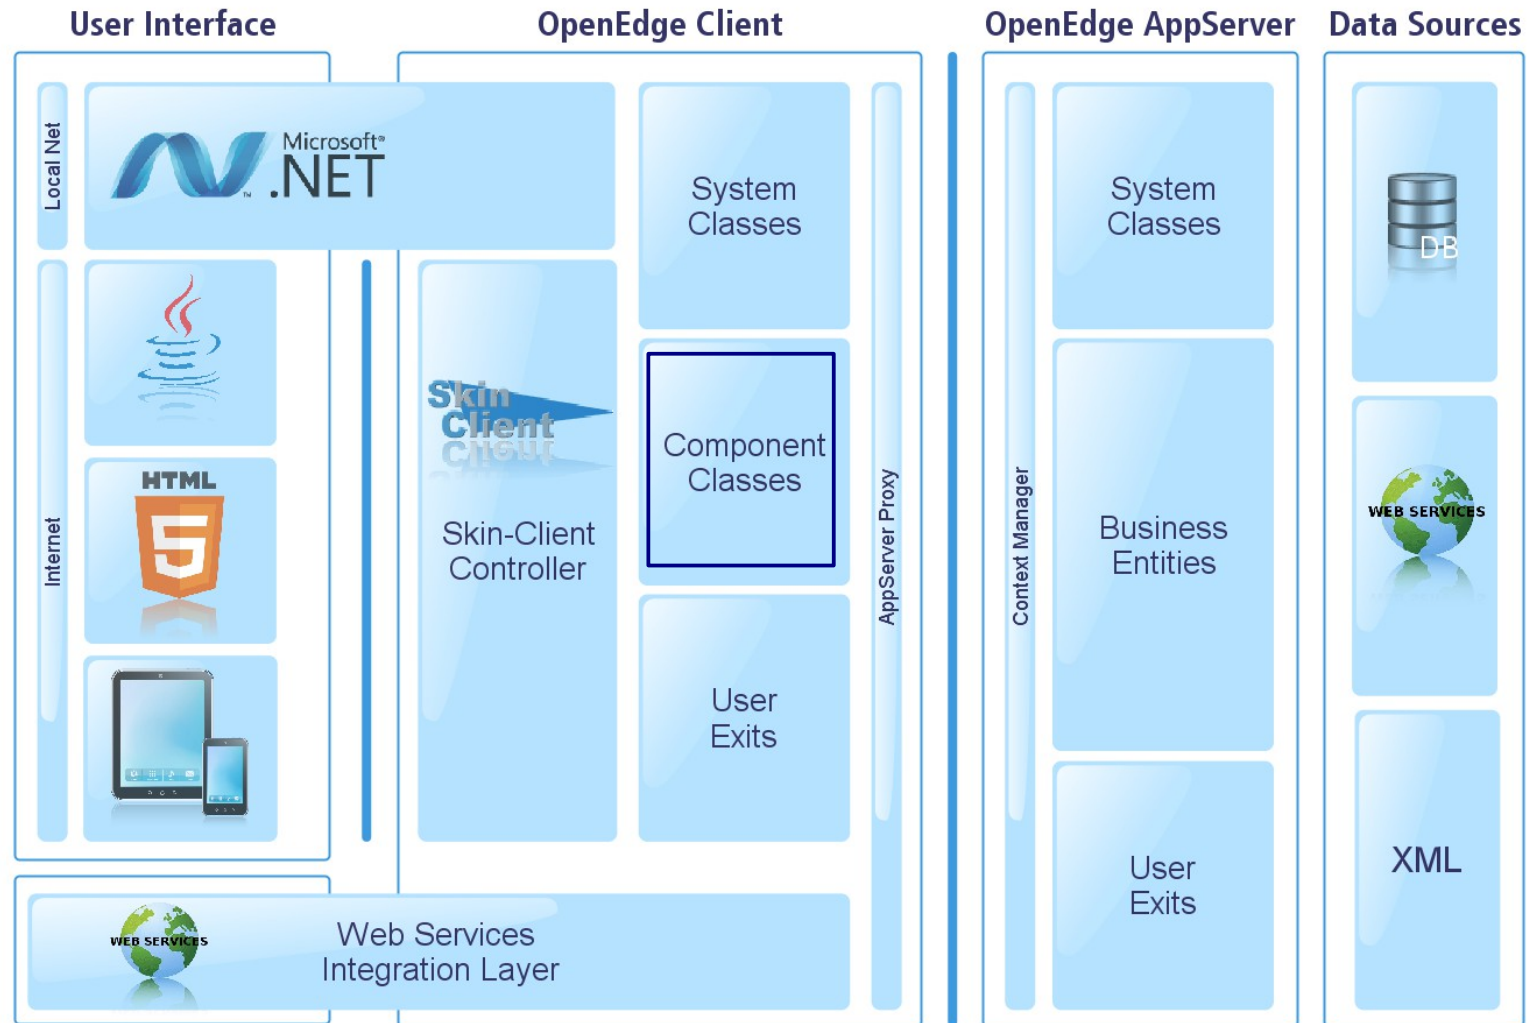 User Interface
OpenEdge Client
OpenEdge AppServer
Data Sources
Local Net
Microsoft®
.NET
™
System
Classes
System
Classes
DB
Internet
HTML
5
Skin
Client
Skin-Client
Controller
Component
Classes
User
Exits
AppServer Proxy
Context Manager
Business
Entities
User
Exits
WEB SERVICES
XML
WEB SERVICES
Web Services
Integration Layer